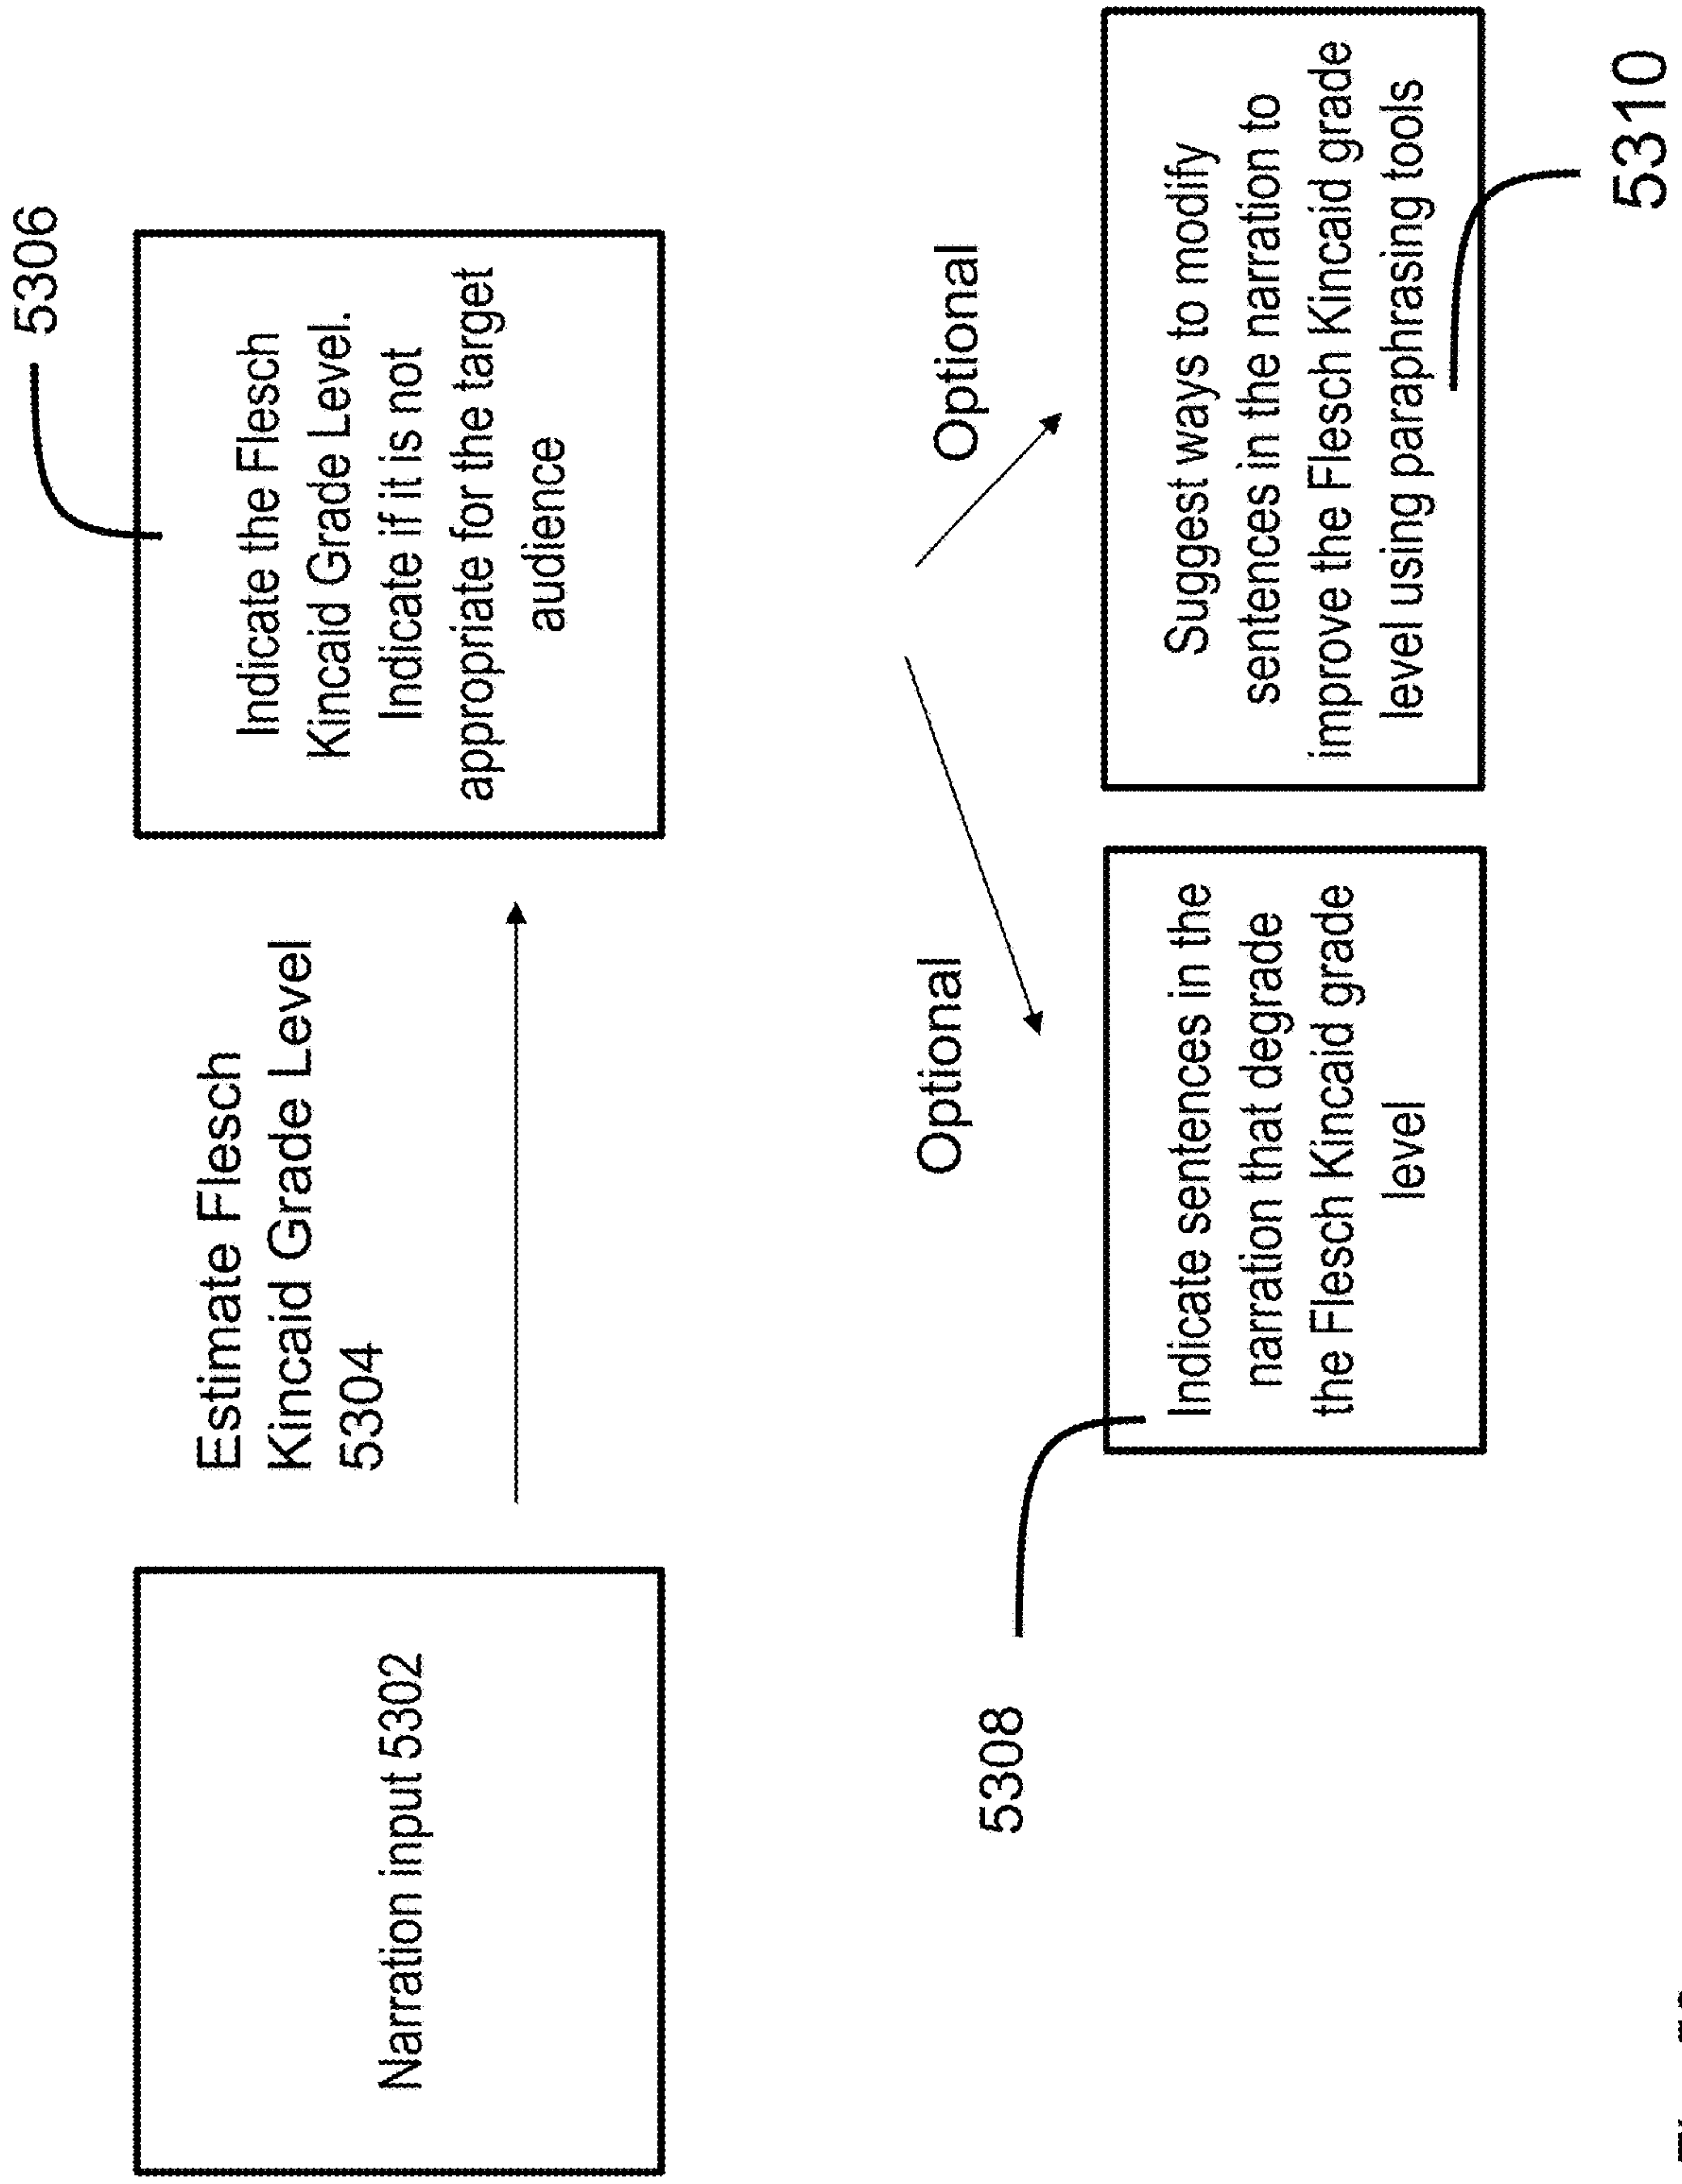 5306
Estimate Flesch
Kincaid Grade Level
5304
Narration input 5302
Indicate the Flesch
Kincaid Grade Level.
Indicate if it is not
appropriate for the target
audience
Optional
Optional
5308
Indicate sentences in the
narration that degrade
the Flesch Kincaid grade
level
Suggest ways to modify
sentences in the narration to
improve the Flesch Kincaid grade
level using paraphrasing tools
5310